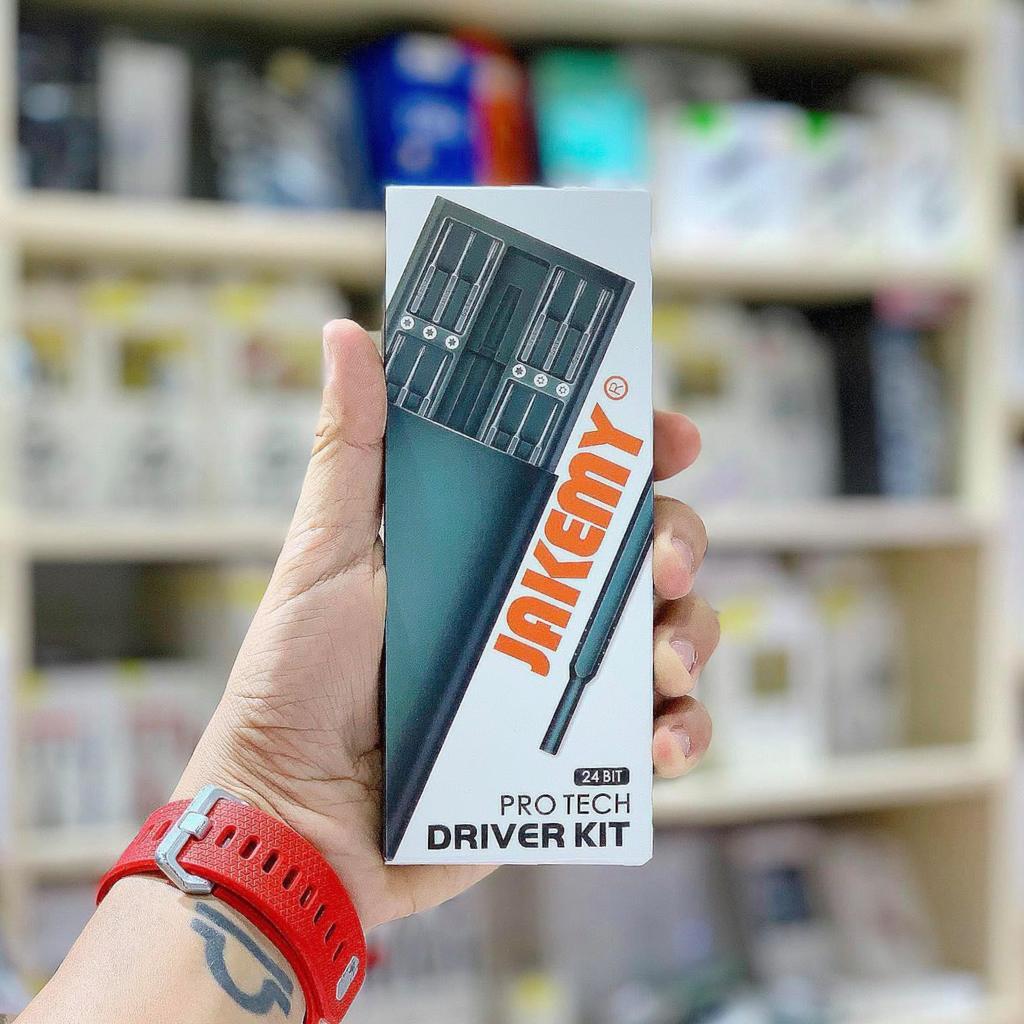 JAKEMY®
24 BIT
PRO TECH
DRIVER KIT